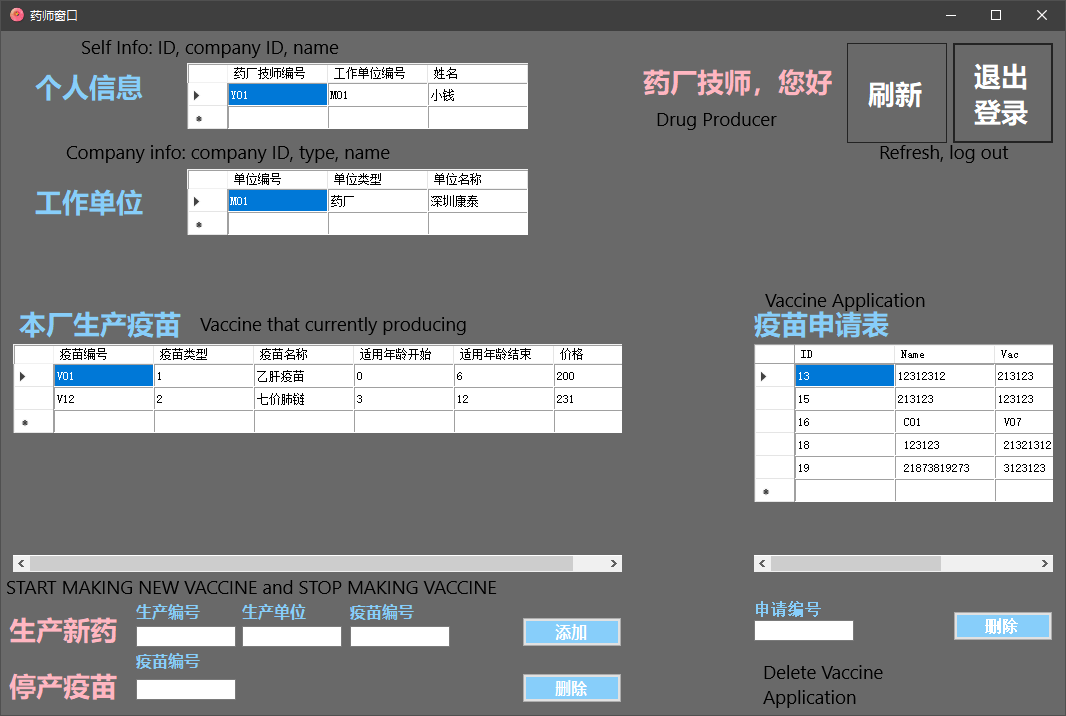 药师窗口
Self Info: ID, company ID, name
个人信息
药厂技师编号 工作单位编号 姓名
Y01 M01 小钱
药厂技师，您好
Drug Producer
刷新
退出
登录
Refresh, log out
Company info: company ID, type, name
工作单位
单位编号 单位类型 单位名称
M01 药厂 深圳康泰
本厂生产疫苗 Vaccine that currently producing
疫苗编号 疫苗类型 疫苗名称 适用年龄开始 适用年龄结束 价格
V01 1 乙肝疫苗 0 6 200
V12 2 七价肺链 3 12 231
Vaccine Application
疫苗申请表
ID Name Vac
13 12312312 213123
15 213123 123123
16 C01 V07
18 123123 21321312
19 21873819273 3123123
START MAKING NEW VACCINE and STOP MAKING VACCINE
生产新药 生产编号 生产单位 疫苗编号 添加
停产疫苗 疫苗编号 删除
申请编号 删除
Delete Vaccine
Application